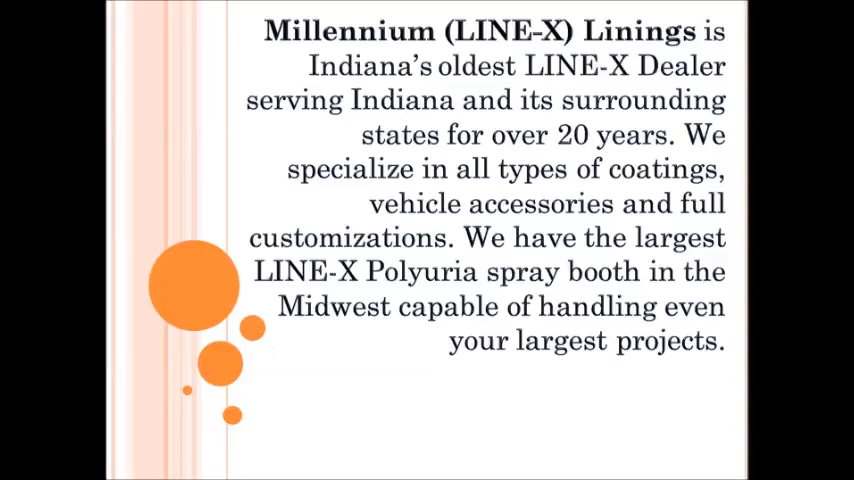 Millennium (LINE-X) Linings is
Indiana's oldest LINE-X Dealer
serving Indiana and its surrounding
states for over 20 years. We
specialize in all types of coatings,
vehicle accessories and full
customizations. We have the largest
LINE-X Polyuria spray booth in the
Midwest capable of handling even
your largest projects.